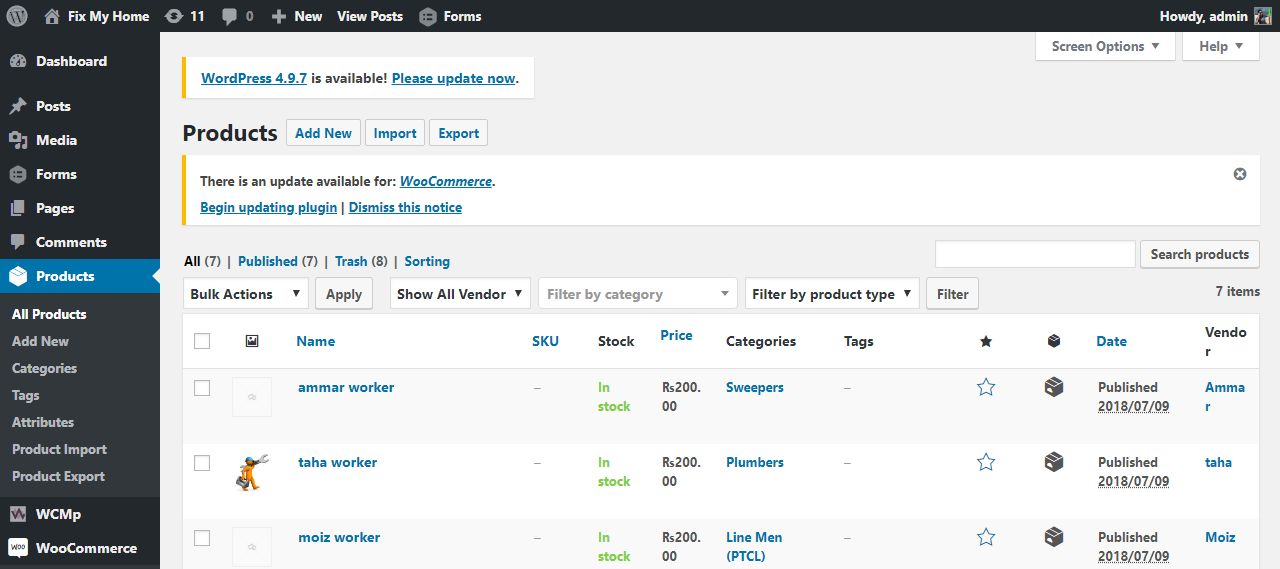 Fix My Home 11 0 New View Posts Forms Howdy, admin
Screen Options Help
Dashboard
Posts
Media
Forms
Pages
Comments
Products
All Products
Add New
Categories
Tags
Attributes
Product Import
Product Export
WCMp
Woo WooCommerce
WordPress 4.9.7 is available! Please update now.
Products Add New Import Export
There is an update available for: WooCommerce.
Begin updating plugin | Dismiss this notice
All (7) | Published (7) | Trash (8) | Sorting
Search products
Bulk Actions Apply Show All Vendor Filter by category Filter by product type Filter 7 items
Name SKU Stock Price Categories Tags Date Vendo
r
ammar worker – In Rs200. Sweepers – Published Amma
stock 00 2018/07/09 r
taha worker – In Rs200. Plumbers – Published taha
stock 00 2018/07/09
moiz worker – In Rs200. Line Men – Published Moiz
stock 00 (PTCL) 2018/07/09